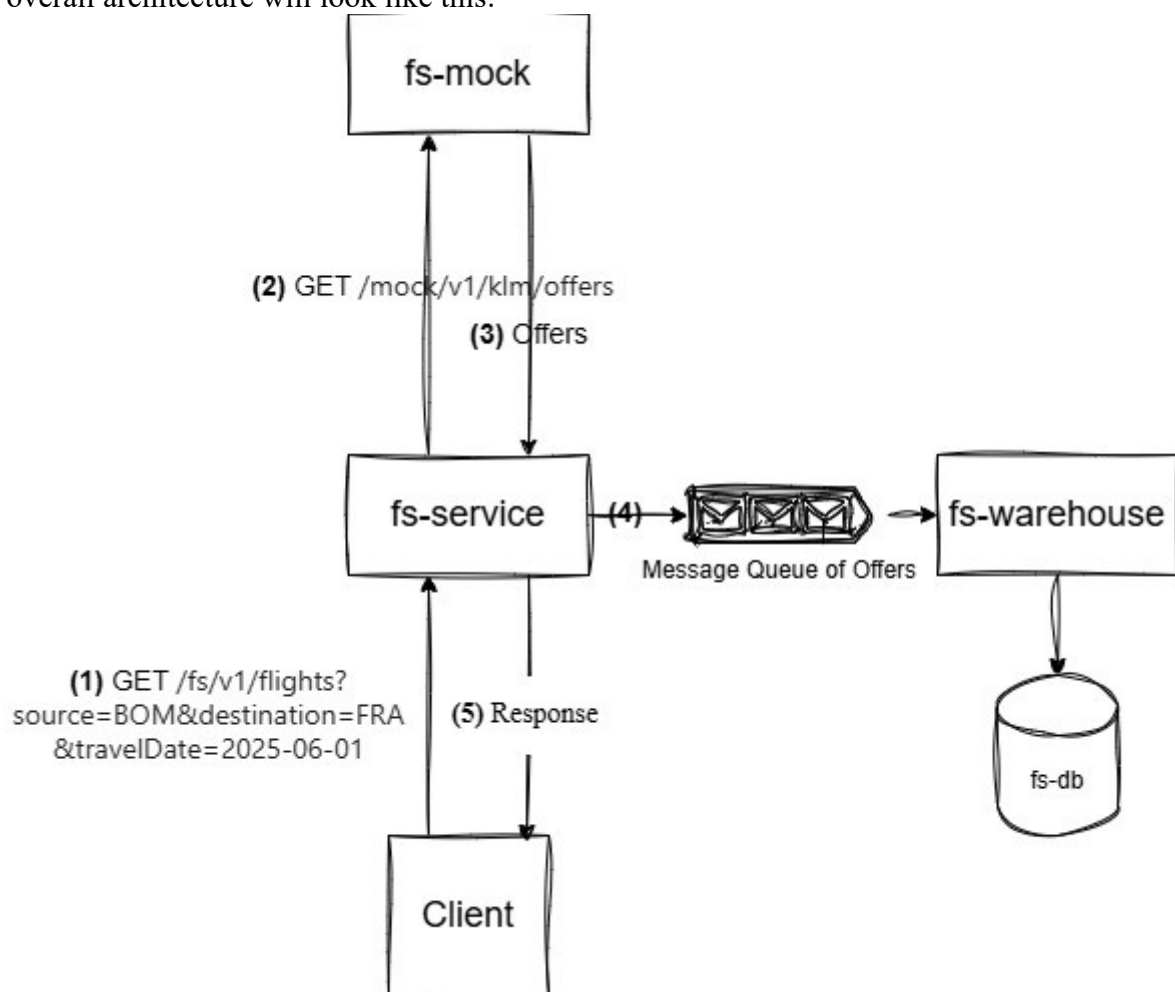 overall architecture will look like this:
fs-mock
(2) GET /mock/v1/klm/offers
(3) Offers
fs-service
(4)
fs-warehouse
Message Queue of Offers
(1) GET /fs/v1/flights?
source=BOM&destination=FRA
&travelDate=2025-06-01
(5) Response
fs-db
Client